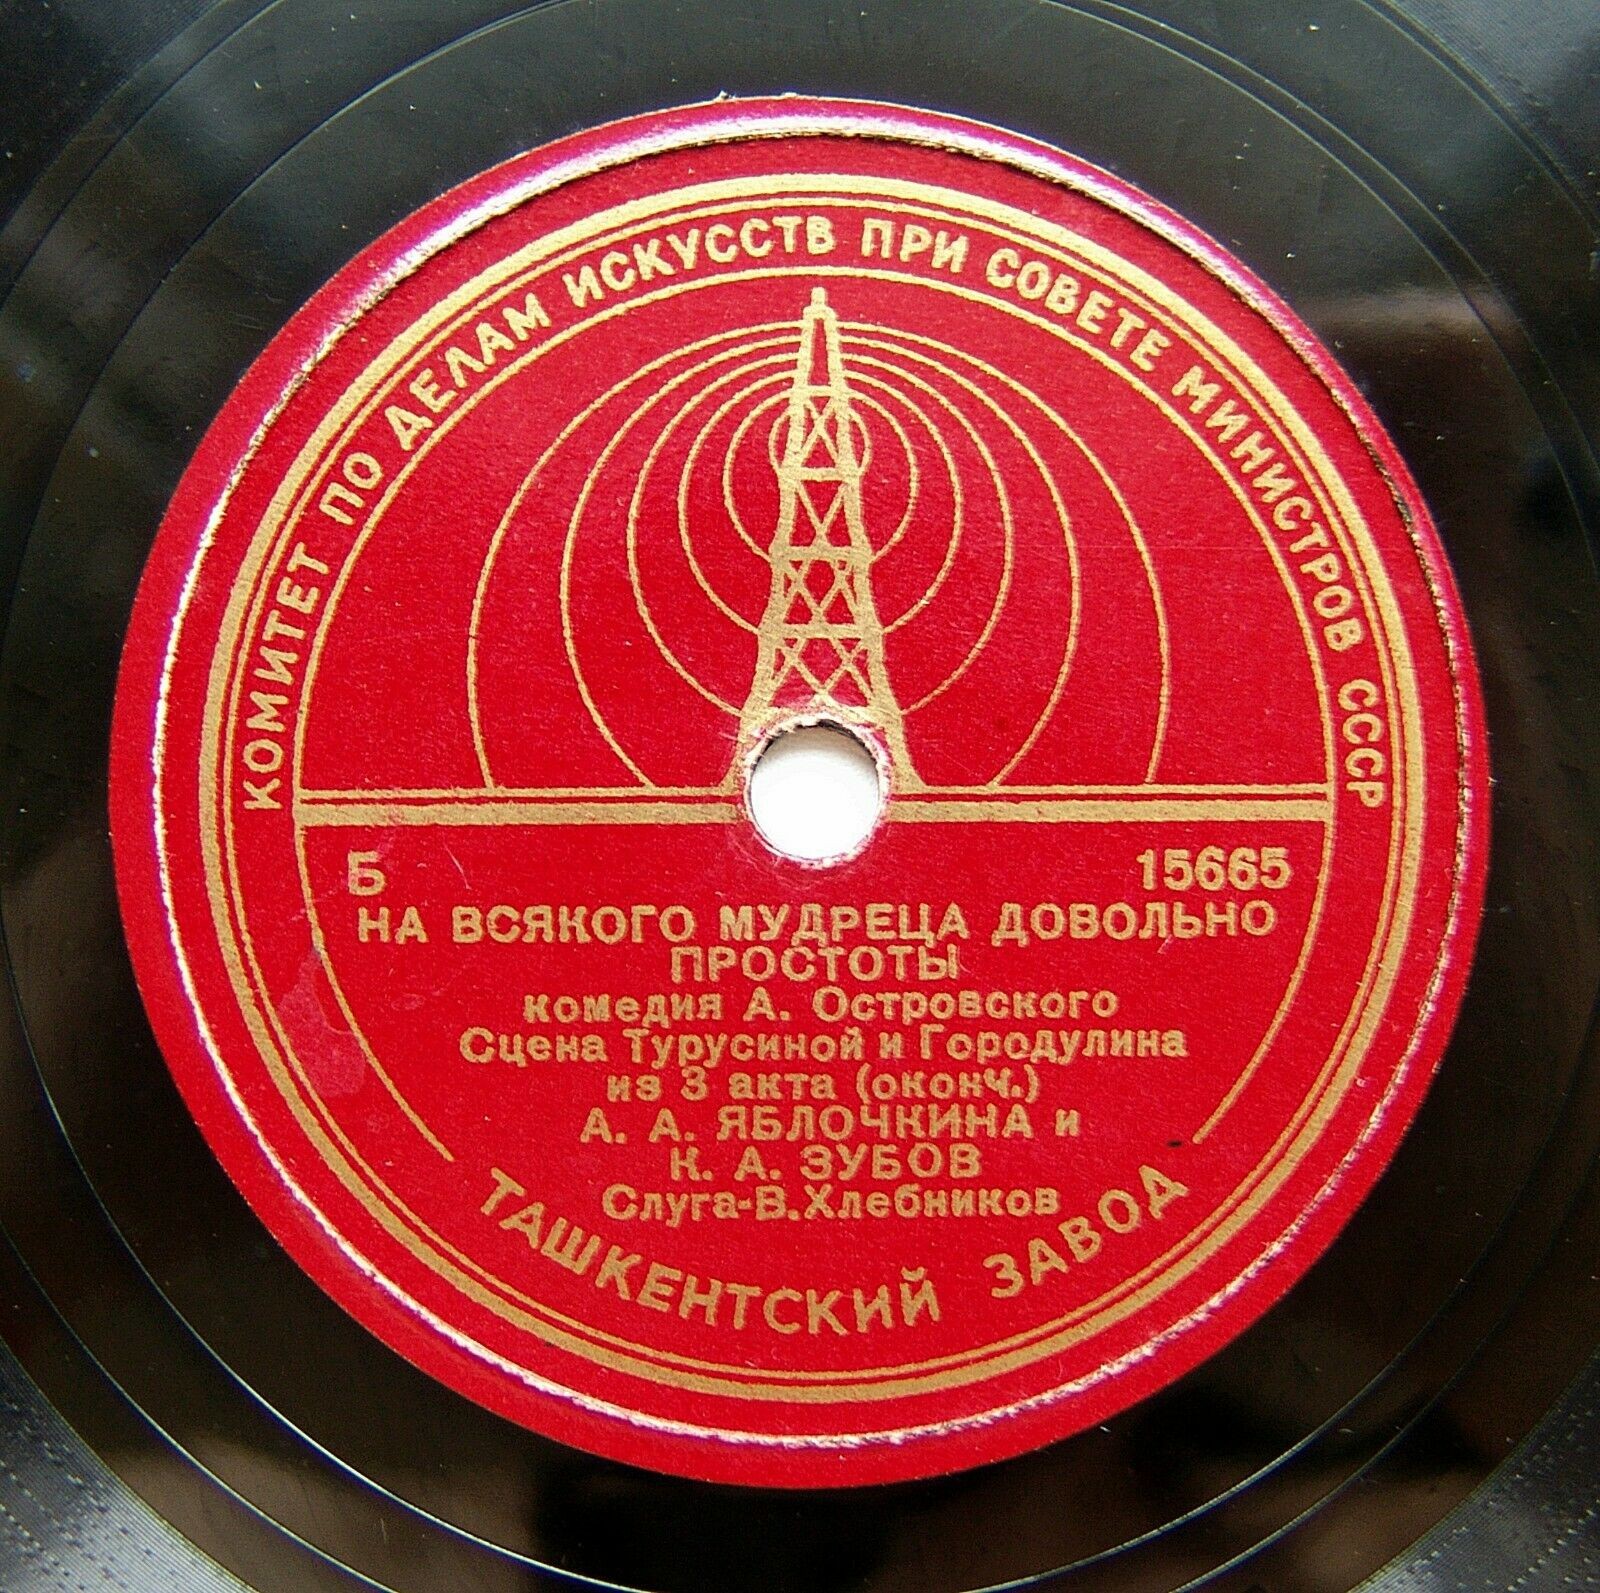 КОМИТЕТ ПО ДЕЛАМ ИСКУССТВ ПРИ СОВЕТЕ МИНИСТРОВ СССР
Б 15665
НА ВСЯКОГО МУДРЕЦА ДОВОЛЬНО
ПРОСТОТЫ
комедия А. Островского
Сцена Турусиной и Городулина
из 3 акта (оконч.)
А. А. ЯБЛОЧКИНА и
К. А. ЗУБОВ
Слуга-В.Хлебников
ТАШКЕНТСКИЙ ЗАВОД